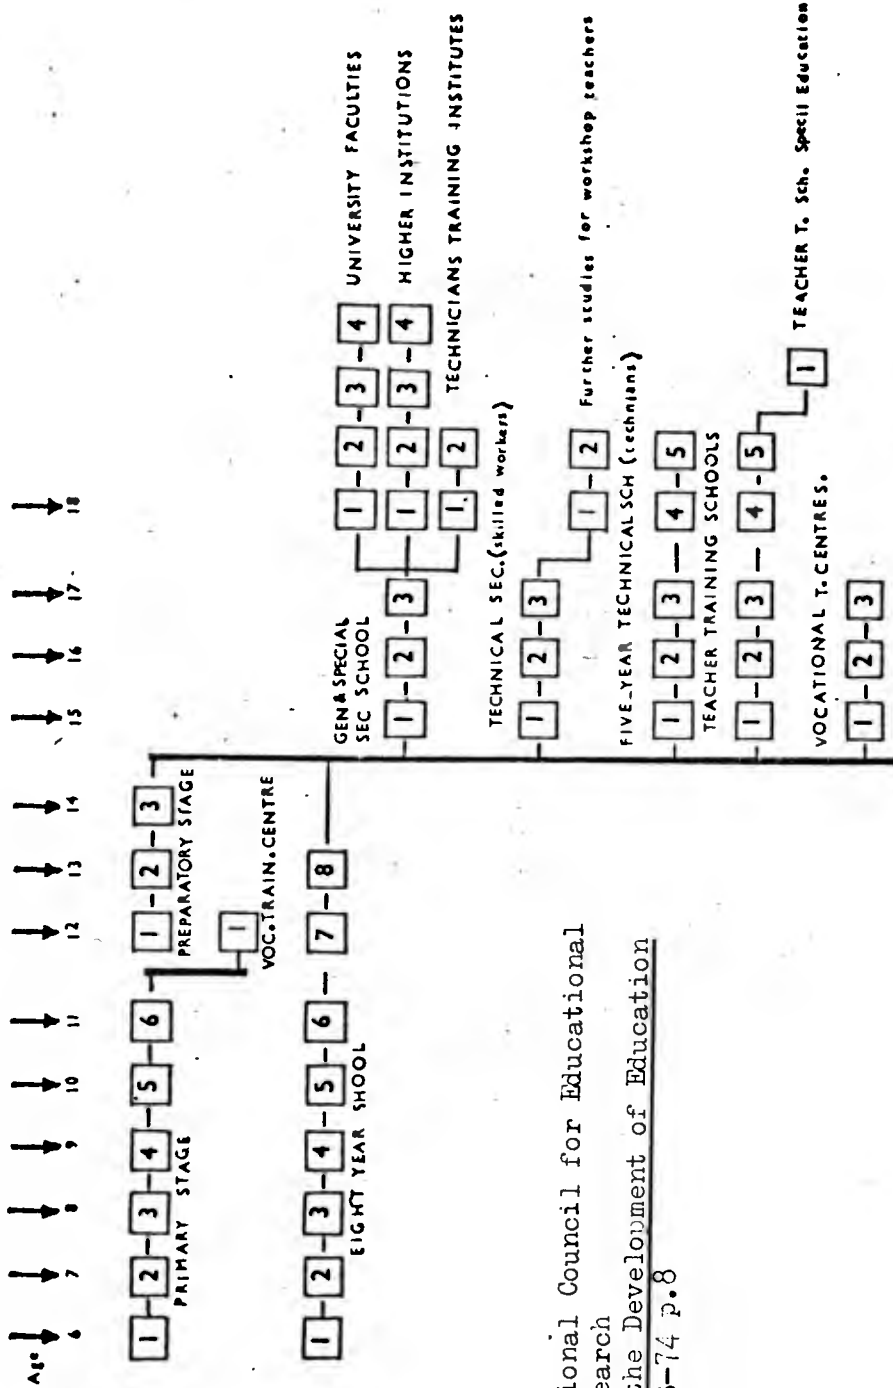 Age 6 7 8 9 10 11 12 13 14 15 16 17 18
1 - 2 - 3 - 4 - 5 - 6
PRIMARY STAGE
1 - 2 - 3
PREPARATORY STAGE
1
VOC.TRAIN.CENTRE
1 - 2 - 3 - 4 - 5 - 6 - 7 - 8
EIGHT YEAR SHOOL
GEN & SPECIAL
SEC SCHOOL
1 - 2 - 3
1 - 2 - 3 - 4 UNIVERSITY FACULTIES
1 - 2 - 3 - 4 HIGHER INSTITUTIONS
1 - 2 TECHNICIANS TRAINING INSTITUTES
TECHNICAL SEC.(skilled workers)
1 - 2 - 3
1 - 2 Further studies for workshop teachers
FIVE-YEAR TECHNICAL SCH (technians)
1 - 2 - 3 - 4 - 5
TEACHER TRAINING SCHOOLS
1 - 2 - 3 - 4 - 5
1 TEACHER T. Sch. Specil Education
VOCATIONAL T. CENTRES.
1 - 2 - 3
ional Council for Educational
earch
the Development of Education
-74 p.8